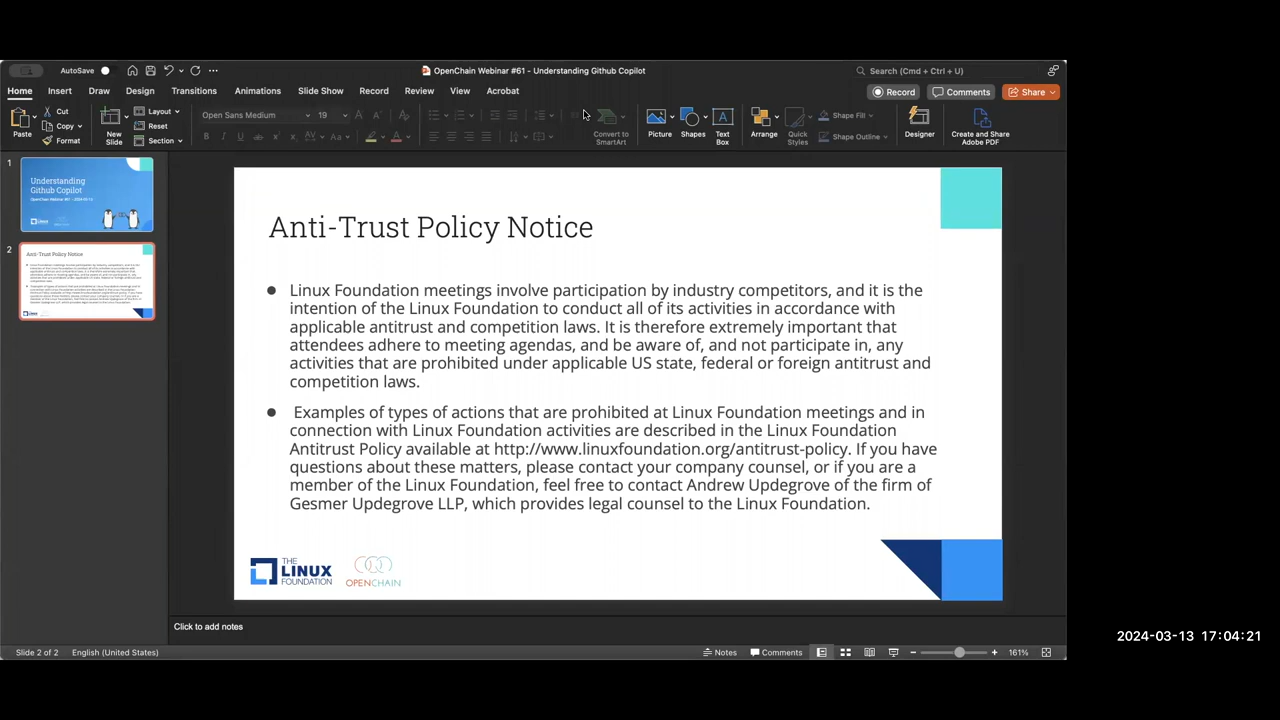 AutoSave
OpenChain Webinar #61 - Understanding Github Copilot
Search (Cmd + Ctrl + U)
Home Insert Draw Design Transitions Animations Slide Show Record Review View Acrobat
Record Comments Share
Paste
Cut
Copy
Format
New
Slide
Layout
Reset
Section
Open Sans Medium 19
Convert to
SmartArt
Picture
Shapes
Text
Box
Arrange
Quick
Styles
Shape Fill
Shape Outline
Designer
Create and Share
Adobe PDF
1
Understanding
Github Copilot
2
Anti-Trust Policy Notice
Anti-Trust Policy Notice
● Linux Foundation meetings involve participation by industry competitors, and it is the
intention of the Linux Foundation to conduct all of its activities in accordance with
applicable antitrust and competition laws. It is therefore extremely important that
attendees adhere to meeting agendas, and be aware of, and not participate in, any
activities that are prohibited under applicable US state, federal or foreign antitrust and
competition laws.
● Examples of types of actions that are prohibited at Linux Foundation meetings and in
connection with Linux Foundation activities are described in the Linux Foundation
Antitrust Policy available at http://www.linuxfoundation.org/antitrust-policy. If you have
questions about these matters, please contact your company counsel, or if you are a
member of the Linux Foundation, feel free to contact Andrew Updegrove of the firm of
Gesmer Updegrove LLP, which provides legal counsel to the Linux Foundation.
THE
LINUX
FOUNDATION
OPENCHAIN
Click to add notes
2024-03-13 17:04:21
Slide 2 of 2 English (United States)
Notes Comments 161%